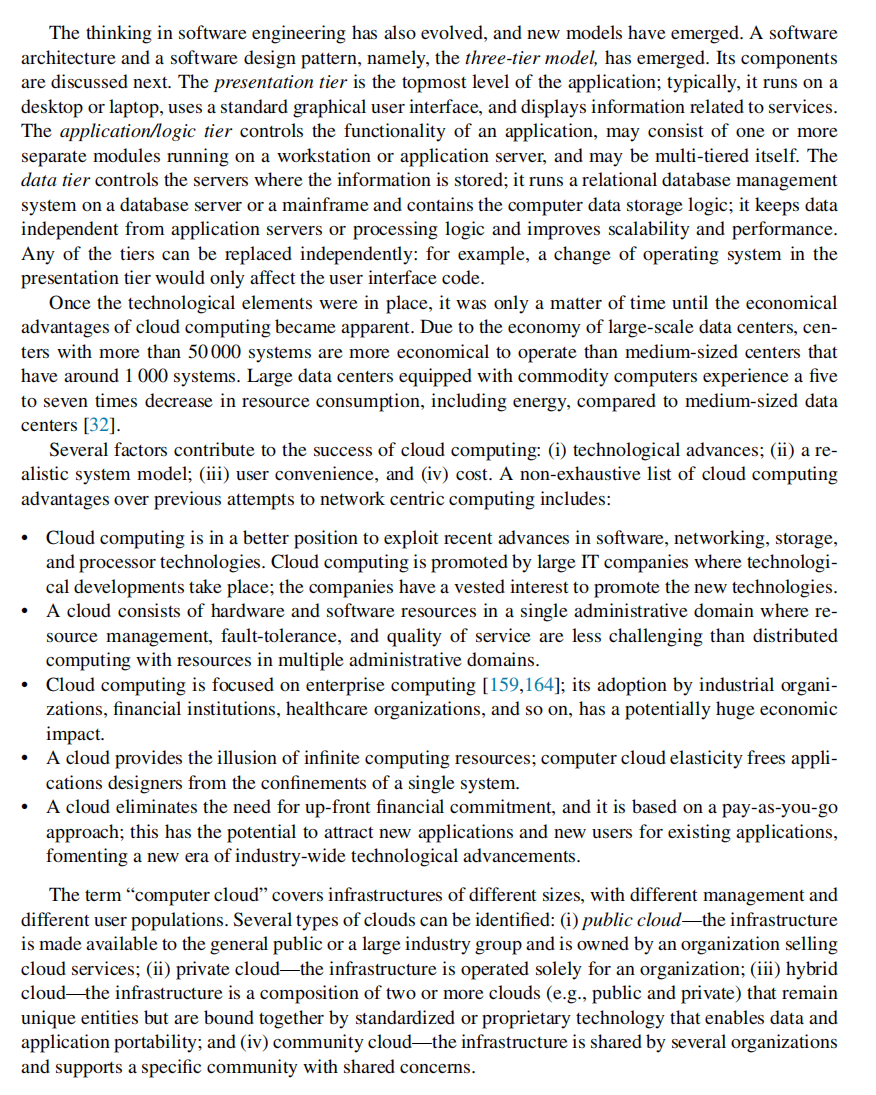 The thinking in software engineering has also evolved, and new models have emerged. A software
architecture and a software design pattern, namely, the three-tier model, has emerged. Its components
are discussed next. The presentation tier is the topmost level of the application; typically, it runs on a
desktop or laptop, uses a standard graphical user interface, and displays information related to services.
The application/logic tier controls the functionality of an application, may consist of one or more
separate modules running on a workstation or application server, and may be multi-tiered itself. The
data tier controls the servers where the information is stored; it runs a relational database management
system on a database server or a mainframe and contains the computer data storage logic; it keeps data
independent from application servers or processing logic and improves scalability and performance.
Any of the tiers can be replaced independently: for example, a change of operating system in the
presentation tier would only affect the user interface code.
Once the technological elements were in place, it was only a matter of time until the economical
advantages of cloud computing became apparent. Due to the economy of large-scale data centers, cen-
ters with more than 50 000 systems are more economical to operate than medium-sized centers that
have around 1 000 systems. Large data centers equipped with commodity computers experience a five
to seven times decrease in resource consumption, including energy, compared to medium-sized data
centers [32].
Several factors contribute to the success of cloud computing: (i) technological advances; (ii) a re-
alistic system model; (iii) user convenience, and (iv) cost. A non-exhaustive list of cloud computing
advantages over previous attempts to network centric computing includes:
• Cloud computing is in a better position to exploit recent advances in software, networking, storage,
and processor technologies. Cloud computing is promoted by large IT companies where technologi-
cal developments take place; the companies have a vested interest to promote the new technologies.
• A cloud consists of hardware and software resources in a single administrative domain where re-
source management, fault-tolerance, and quality of service are less challenging than distributed
computing with resources in multiple administrative domains.
• Cloud computing is focused on enterprise computing [159,164]; its adoption by industrial organi-
zations, financial institutions, healthcare organizations, and so on, has a potentially huge economic
impact.
• A cloud provides the illusion of infinite computing resources; computer cloud elasticity frees appli-
cations designers from the confinements of a single system.
• A cloud eliminates the need for up-front financial commitment, and it is based on a pay-as-you-go
approach; this has the potential to attract new applications and new users for existing applications,
fomenting a new era of industry-wide technological advancements.
The term “computer cloud” covers infrastructures of different sizes, with different management and
different user populations. Several types of clouds can be identified: (i) public cloud—the infrastructure
is made available to the general public or a large industry group and is owned by an organization selling
cloud services; (ii) private cloud—the infrastructure is operated solely for an organization; (iii) hybrid
cloud—the infrastructure is a composition of two or more clouds (e.g., public and private) that remain
unique entities but are bound together by standardized or proprietary technology that enables data and
application portability; and (iv) community cloud—the infrastructure is shared by several organizations
and supports a specific community with shared concerns.